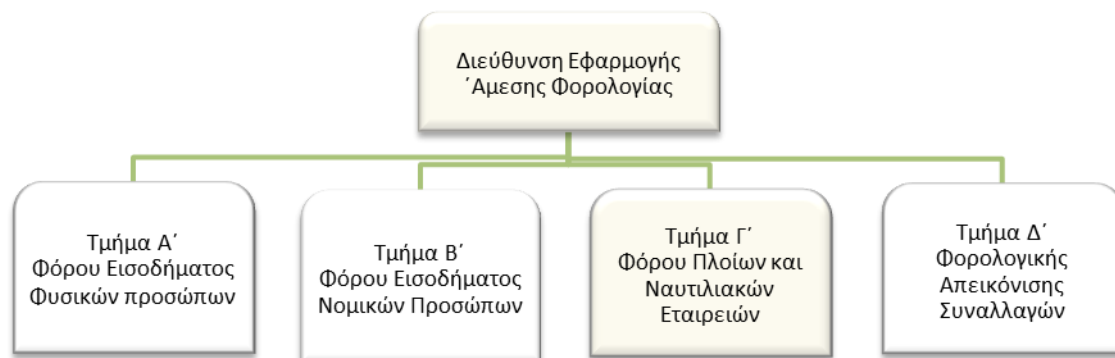 Διεύθυνση Εφαρμογής
΄Αμεσης Φορολογίας
Τμήμα Α΄
Φόρου Εισοδήματος
Φυσικών προσώπων
Τμήμα Β΄
Φόρου Εισοδήματος
Νομικών Προσώπων
Τμήμα Γ΄
Φόρου Πλοίων και
Ναυτιλιακών
Εταιρειών
Τμήμα Δ΄
Φορολογικής
Απεικόνισης
Συναλλαγών